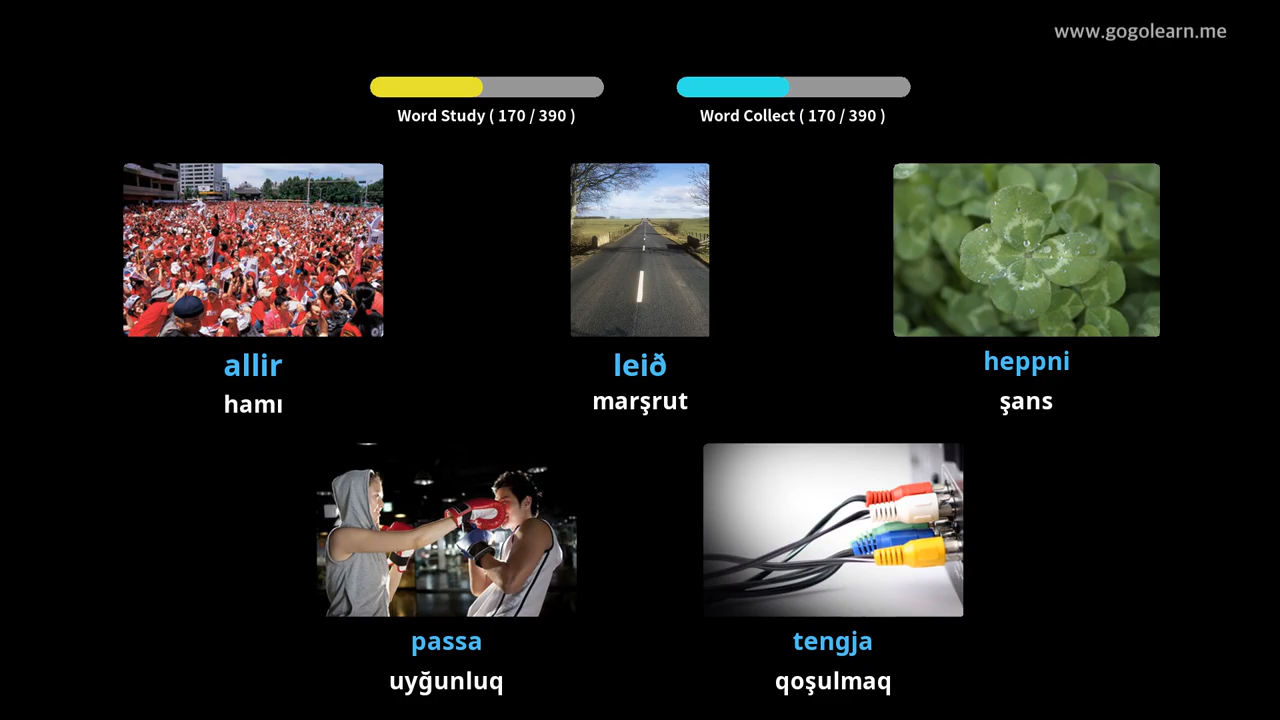 www.gogolearn.me
Word Study ( 170 / 390 )
Word Collect ( 170 / 390 )
allir
hamı
leið
marşrut
heppni
şans
passa
uyğunluq
tengja
qoşulmaq